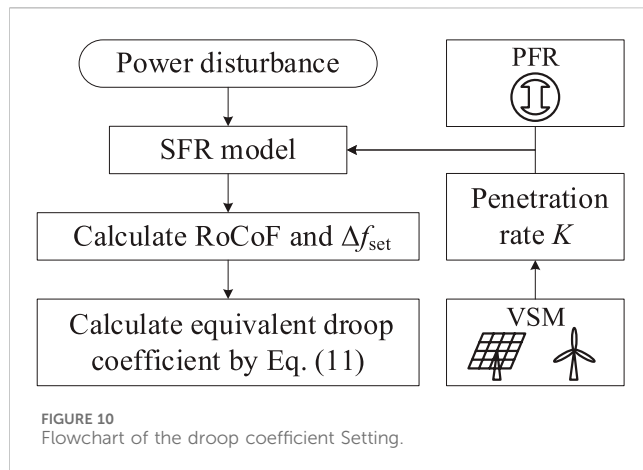 Power disturbance
SFR model
Calculate RoCoF and Δf_set
Calculate equivalent droop
coefficient by Eq. (11)
PFR
Penetration
rate K
VSM
FIGURE 10
Flowchart of the droop coefficient Setting.